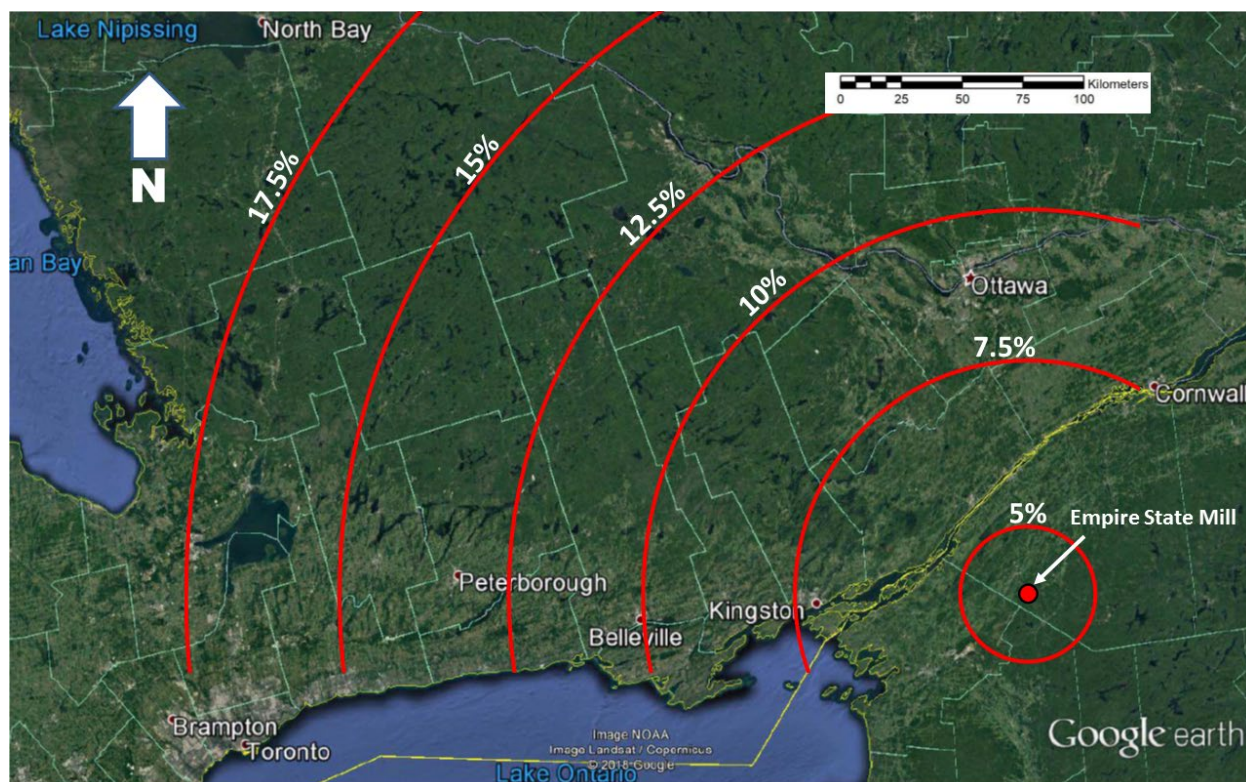 Lake Nipissing
North Bay
Kilometers
0 25 50 75 100
N
17.5%
15%
12.5%
10%
7.5%
5%
an Bay
Ottawa
Cornwall
Empire State Mill
Peterborough
Kingston
Belleville
Brampton
Toronto
Image NOAA
Image Landsat / Copernicus
© 2018 Google
Lake Ontario
Google earth